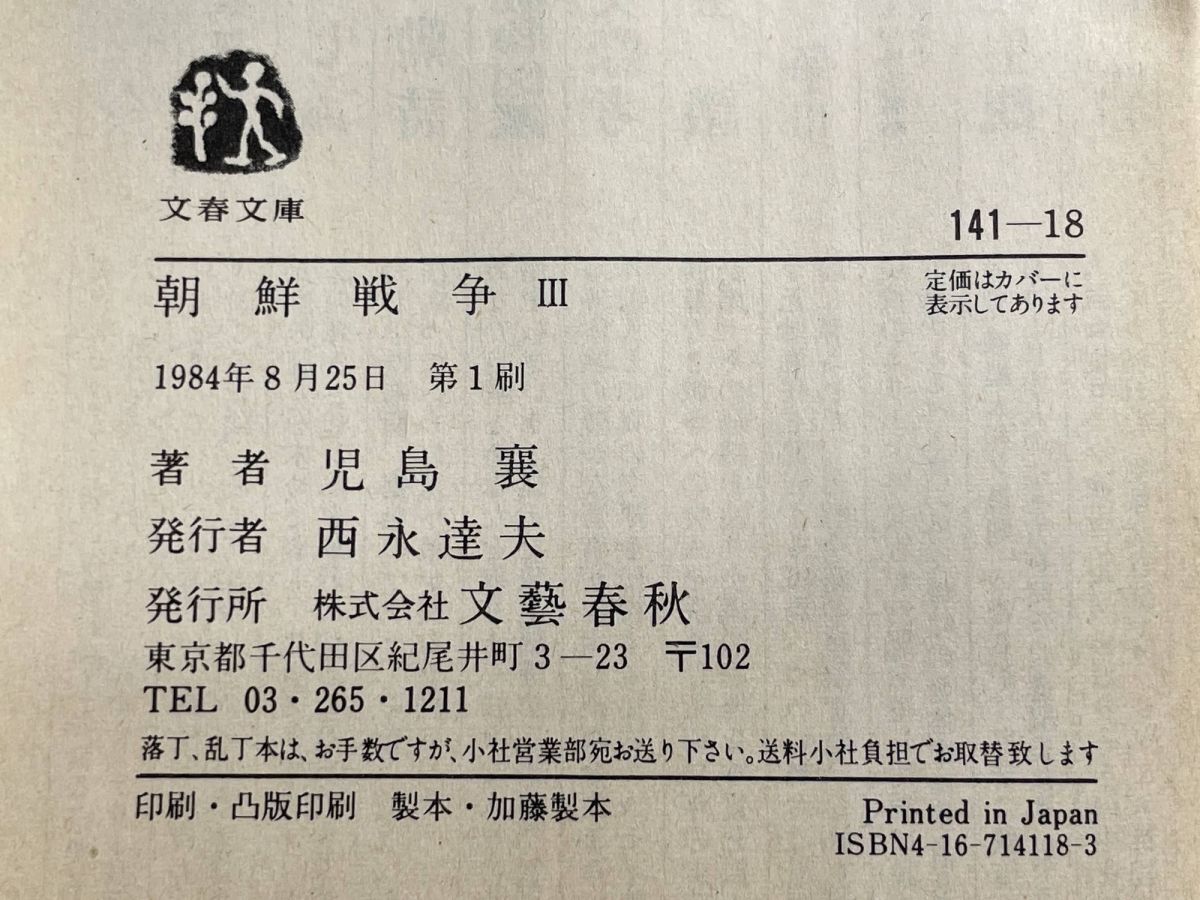 文春文庫
141—18
朝鮮戦争 III
定価はカバーに
表示してあります
1984年8月25日 第1刷
著者 児島襄
発行者 西永達夫
発行所 株式会社 文藝春秋
東京都千代田区紀尾井町3—23 〒102
TEL 03・265・1211
落丁、乱丁本は、お手数ですが、小社営業部宛お送り下さい。送料小社負担でお取替致します
印刷・凸版印刷 製本・加藤製本
Printed in Japan
ISBN4-16-714118-3